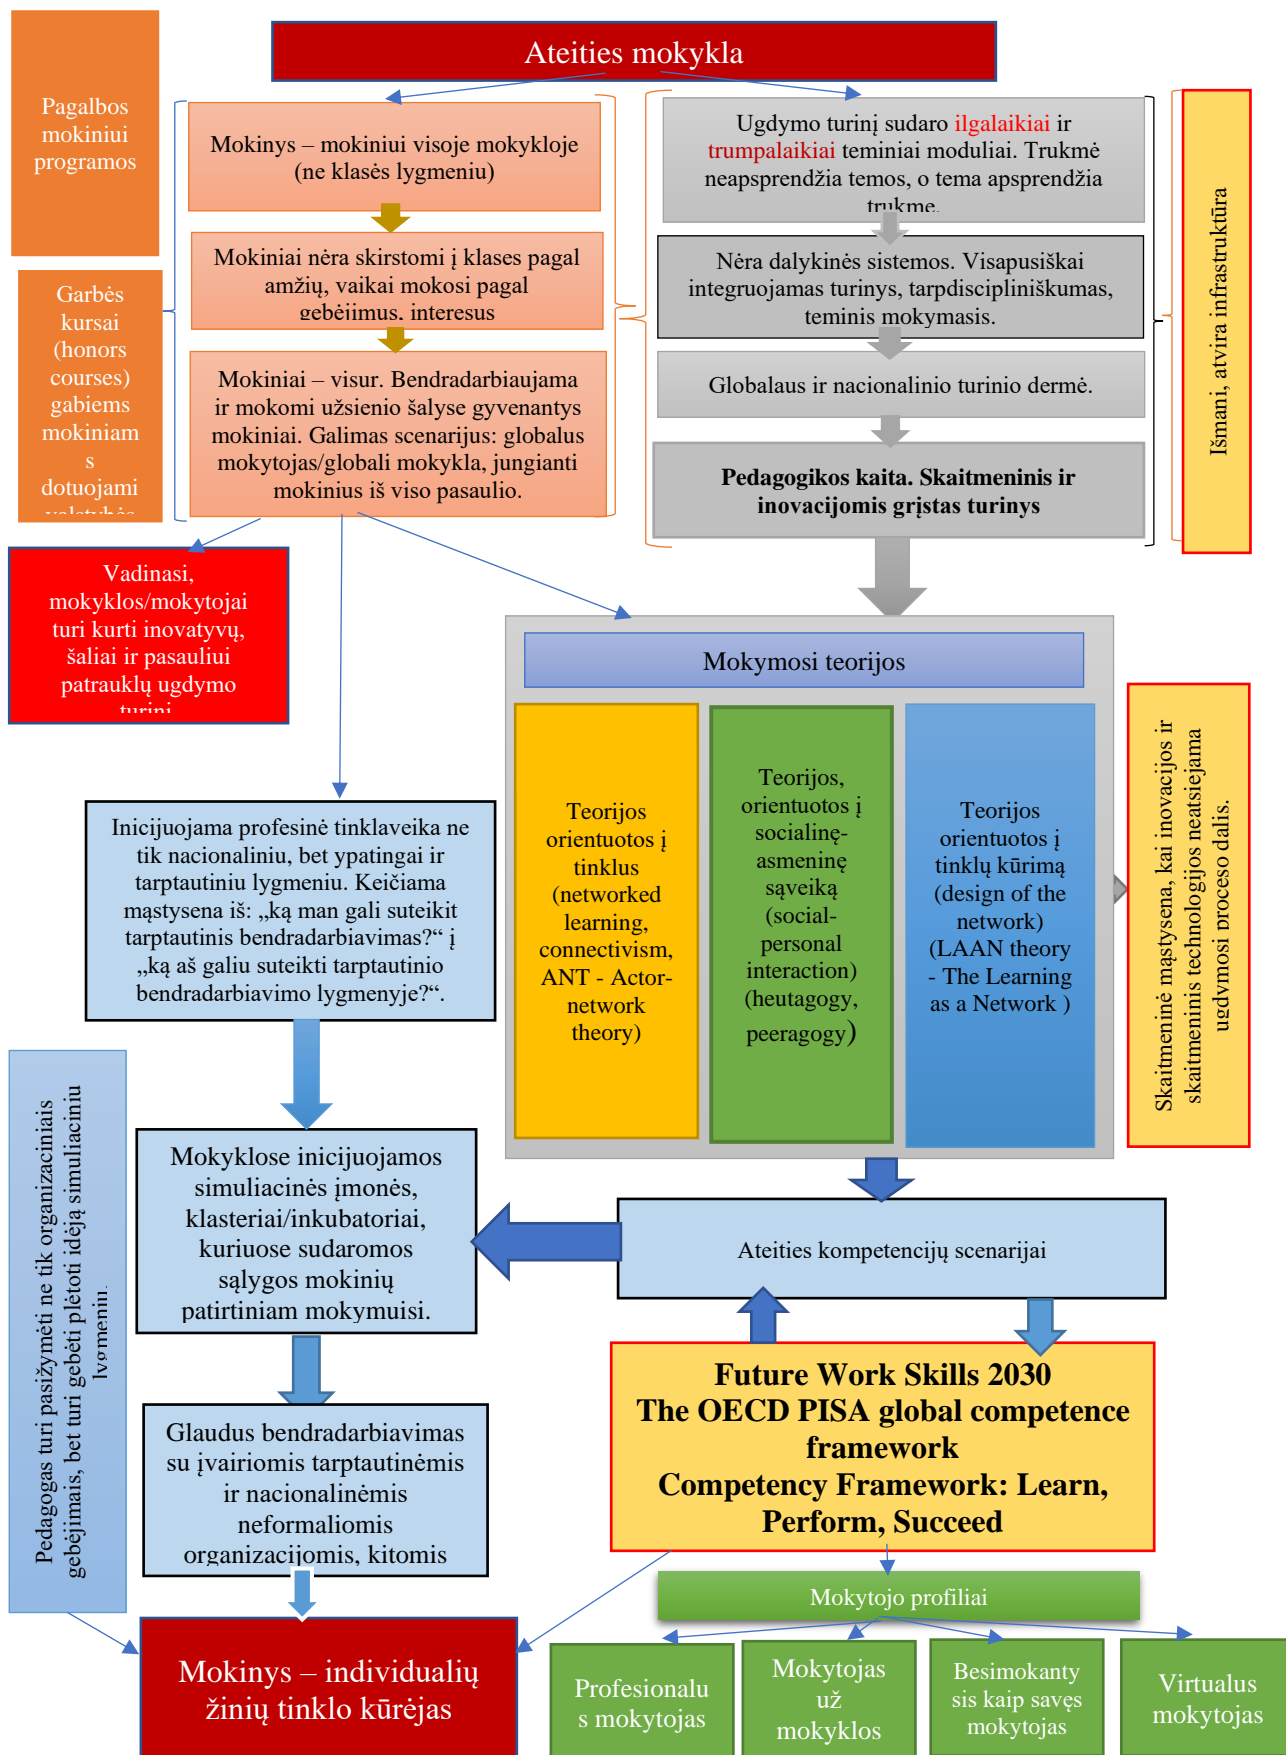 Ateities mokykla
Pagalbos
mokiniui
programos
Mokinys – mokiniui visoje mokykloje
(ne klasės lygmeniu)
Ugdymo turinį sudaro ilgalaikiai ir
trumpalaikiai teminiai moduliai. Trukmė
neapsprendžia temos, o tema apsprendžia
trukmę.
Išmani, atvira infrastruktūra
Mokiniai nėra skirstomi į klases pagal
amžių, vaikai mokosi pagal
gebėjimus, interesus
Nėra dalykinės sistemos. Visapusiškai
integruojamas turinys, tarpdiscipliniškumas,
teminis mokymasis.
Garbės
kursai
(honors
courses)
gabiems
mokiniam
s
dotuojami
valstybės
Mokiniai – visur. Bendradarbiaujama
ir mokomi užsienio šalyse gyvenantys
mokiniai. Galimas scenarijus: globalus
mokytojas/globali mokykla, jungianti
mokinius iš viso pasaulio.
Globalaus ir nacionalinio turinio dermė.
Pedagogikos kaita. Skaitmeninis ir
inovacijomis grįstas turinys
Vadinasi,
mokyklos/mokytojai
turi kurti inovatyvų,
šaliai ir pasauliui
patrauklų ugdymo
turinį
Mokymosi teorijos
Teorijos
orientuotos į
tinklus
(networked
learning,
connectivism,
ANT - Actor-
network
theory)
Teorijos,
orientuotos į
socialinę-
asmeninę
sąveiką
(social-
personal
interaction)
(heutagogy,
peeragogy)
Teorijos
orientuotos į
tinklų kūrimą
(design of the
network)
(LAAN theory
- The Learning
as a Network )
Skaitmeninė mąstysena, kai inovacijos ir
skaitmeninis technologijos neatsiejama
ugdymosi proceso dalis.
Inicijuojama profesinė tinklaveika ne
tik nacionaliniu, bet ypatingai ir
tarptautiniu lygmeniu. Keičiama
mąstysena iš: „ką man gali suteikit
tarptautinis bendradarbiavimas?“ į
„ką aš galiu suteikti tarptautinio
bendradarbiavimo lygmenyje?“.
Pedagogas turi pasižymėti ne tik organizaciniais
gebėjimais, bet turi gebėti plėtoti idėją simuliaciniu
lygmeniu.
Mokyklose inicijuojamos
simuliacinės įmonės,
klasteriai/inkubatoriai,
kuriuose sudaromos
sąlygos mokinių
patirtiniam mokymuisi.
Ateities kompetencijų scenarijai
Future Work Skills 2030
The OECD PISA global competence
framework
Competency Framework: Learn,
Perform, Succeed
Glaudus bendradarbiavimas
su įvairiomis tarptautinėmis
ir nacionalinėmis
neformaliomis
organizacijomis, kitomis
Mokytojo profiliai
Mokinys – individualių
žinių tinklo kūrėjas
Profesionalu
s mokytojas
Mokytojas
už
mokyklos
Besimokanty
sis kaip savęs
mokytojas
Virtualus
mokytojas